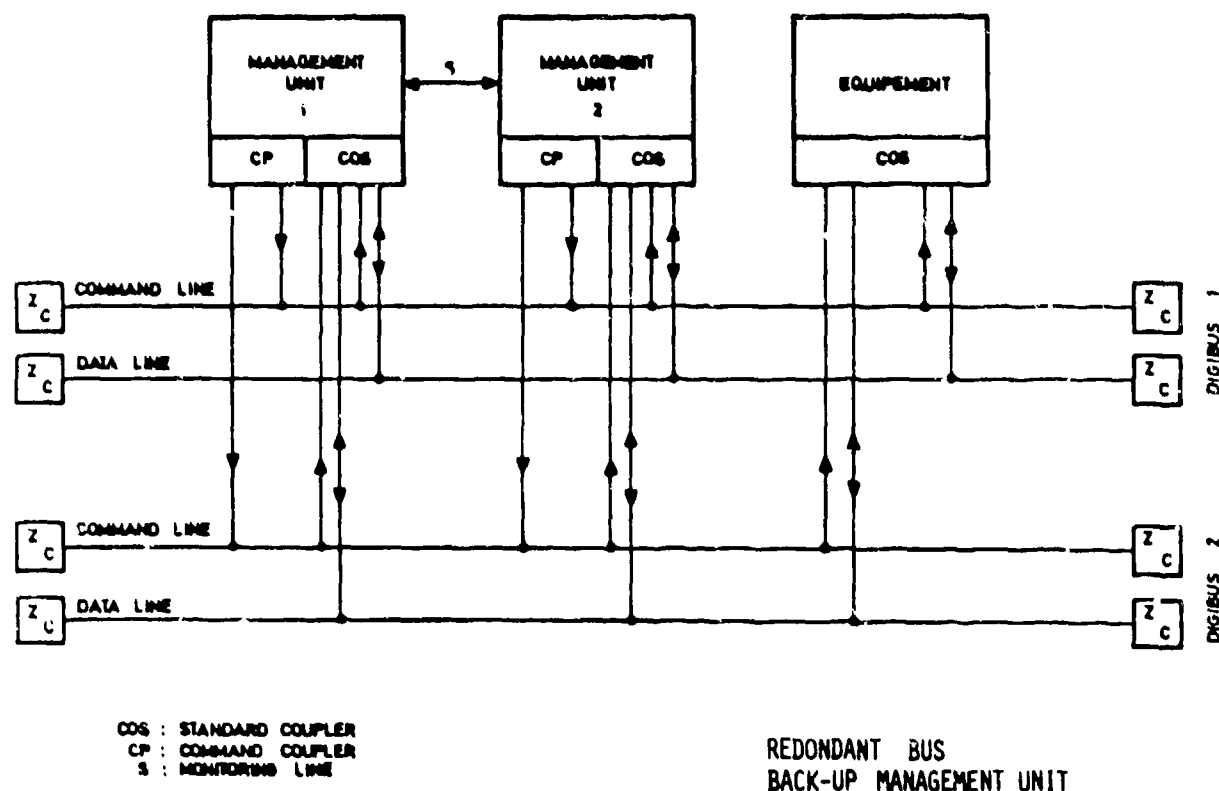 MANAGEMENT
UNIT
1
S
MANAGEMENT
UNIT
2
EQUIPEMENT
CP
COS
CP
COS
COS
Z C
COMMAND LINE
Z C
DIGIBUS 1
Z C
DATA LINE
Z C
Z C
COMMAND LINE
Z C
DIGIBUS 2
Z C
DATA LINE
Z C
COS : STANDARD COUPLER
CP : COMMAND COUPLER
S : MONITORING LINE
REDONDANT BUS
BACK-UP MANAGEMENT UNIT